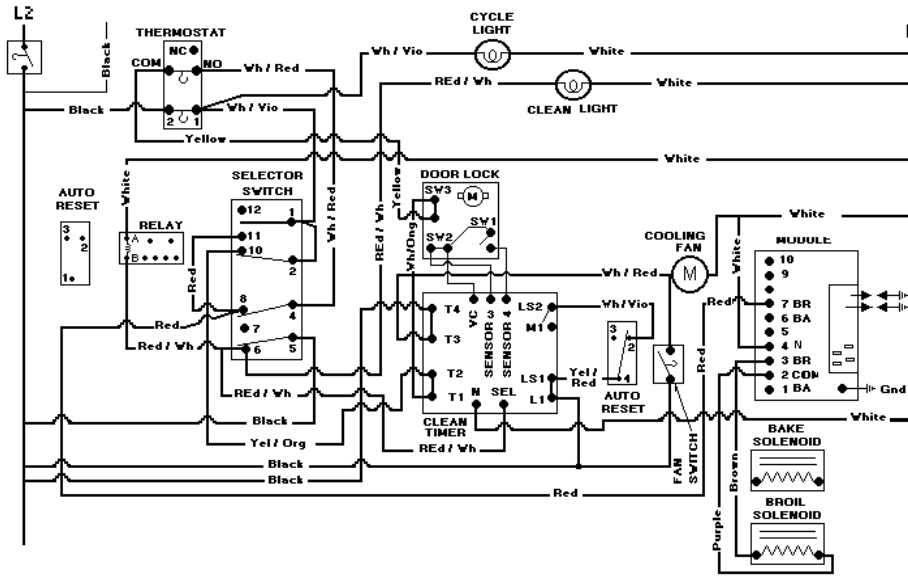 L2
CYCLE
LIGHT
THERMOSTAT
NC
COM
NO
Wh / Red
Wh / Vio
White
Black
REd / Wh
White
CLEAN LIGHT
Black
2
1
Wh / Vio
Yellow
White
White
AUTO
RESET
3
2
1
RELAY
A
B
SELECTOR
SWITCH
12
1
11
10
2
8
4
7
5
6
Wh / Red
Red
REd / Wh
Yellow
Wh/Ong
DOOR LOCK
SW3
M
SW1
SW2
COOLING
FAN
M
White
White
Wh / Red
Red
Red / Wh
REd / Wh
Black
Yel / Org
Black
Black
T4
T3
T2
T1
VC
SENSOR 3
SENSOR 4
LS2
M1
LS1
L1
N
SEL
CLEAN
TIMER
REd / Wh
Wh/Vio
3
2
4
Yel /
Red
AUTO
RESET
FAN
SWITCH
Red
Red
Red
MODULE
10
9
7 BR
6 BA
5
4 N
3 BR
2 COM
1 BA
Gnd
White
BAKE
SOLENOID
BROIL
SOLENOID
Brown
Purple